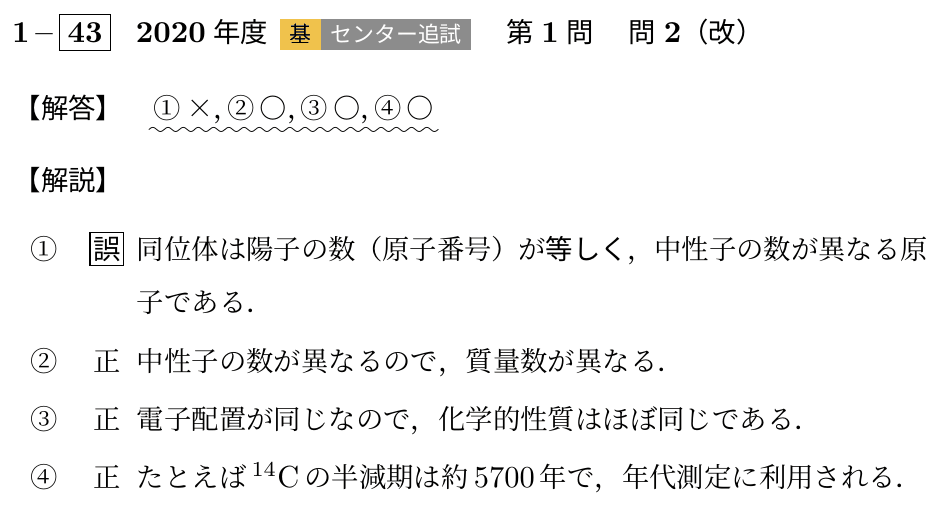 1–43 2020 年度 基 センター追試 第 1 問 問 2（改）
【解答】 ①×, ②○, ③○, ④○
【解説】
① 誤 同位体は陽子の数（原子番号）が等しく，中性子の数が異なる原
子である．
② 正 中性子の数が異なるので，質量数が異なる．
③ 正 電子配置が同じなので，化学的性質はほぼ同じである．
④ 正 たとえば ¹⁴C の半減期は約 5700 年で，年代測定に利用される．